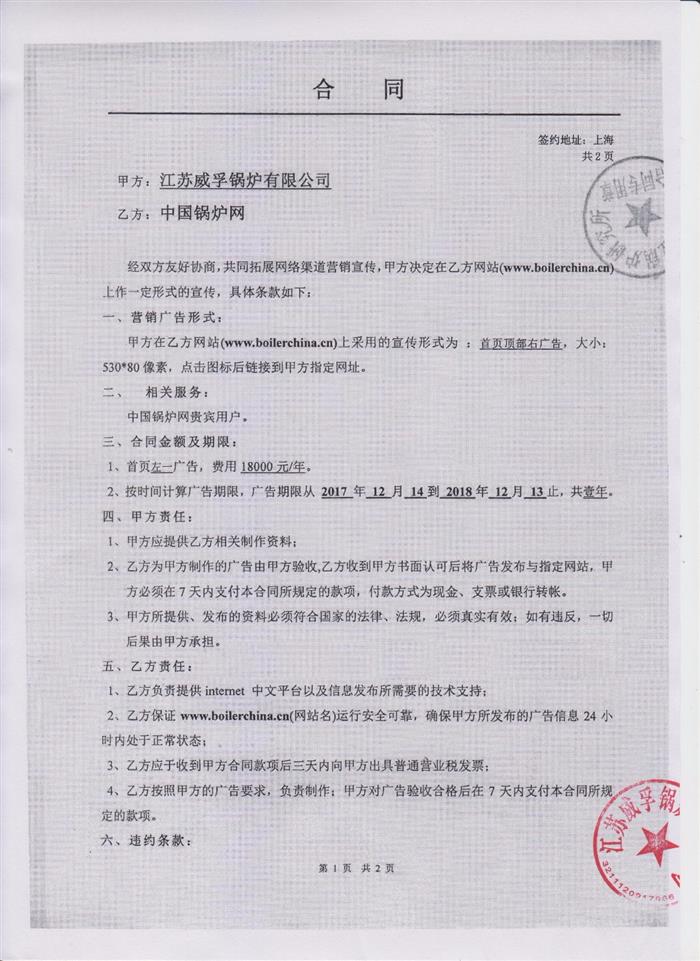 合 同
签约地址：上海
共 2 页
甲方：江苏威孚锅炉有限公司
乙方：中国锅炉网
经双方友好协商，共同拓展网络渠道营销宣传，甲方决定在乙方网站(www.boilerchina.cn)
上作一定形式的宣传，具体条款如下：
一、营销广告形式：
甲方在乙方网站(www.boilerchina.cn)上采用的宣传形式为 ：首页顶部右广告，大小：
530*80 像素，点击图标后链接到甲方指定网址。
二、 相关服务：
中国锅炉网贵宾用户。
三、合同金额及期限：
1、首页左一广告，费用 18000 元/年。
2、按时间计算广告期限，广告期限从 2017 年 12 月 14 到 2018 年 12 月 13 止，共壹年。
四、甲方责任：
1、甲方应提供乙方相关制作资料；
2、乙方为甲方制作的广告由甲方验收,乙方收到甲方书面认可后将广告发布与指定网站，甲
方必须在 7 天内支付本合同所规定的款项，付款方式为现金、支票或银行转帐。
3、甲方所提供、发布的资料必须符合国家的法律、法规，必须真实有效；如有违反，一切
后果由甲方承担。
五、乙方责任：
1、乙方负责提供 internet 中文平台以及信息发布所需要的技术支持；
2、乙方保证 www.boilerchina.cn(网站名)运行安全可靠，确保甲方所发布的广告信息 24 小
时内处于正常状态；
3、乙方应于收到甲方合同款项后三天内向甲方出具普通营业税发票；
4、乙方按照甲方的广告要求，负责制作；甲方对广告验收合格后在 7 天内支付本合同所规
定的款项。
六、违约条款：
第 1 页 共 2 页
江苏威孚锅炉